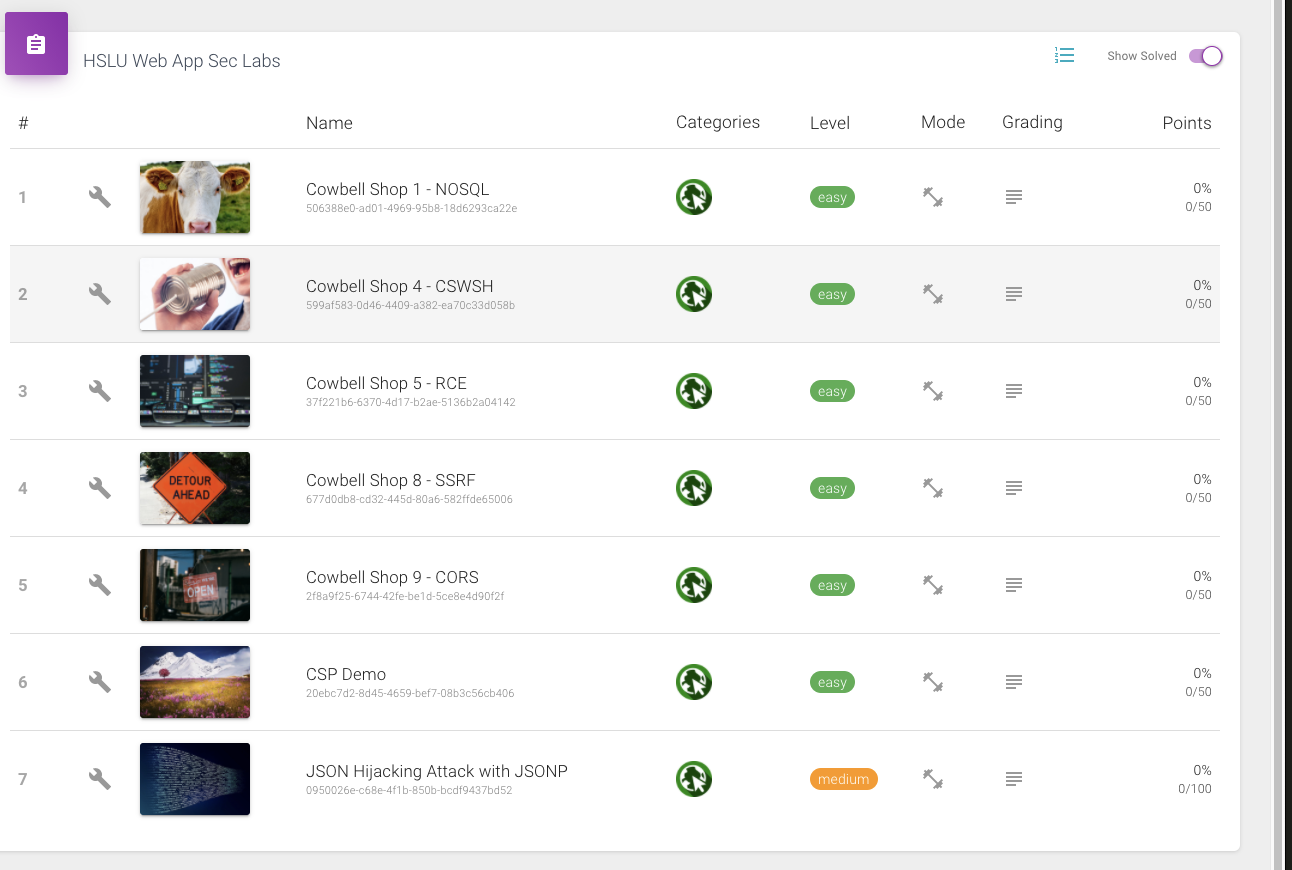 HSLU Web App Sec Labs
Show Solved
# Name Categories Level Mode Grading Points
1 Cowbell Shop 1 - NOSQL easy 0%
506388e0-ad01-4969-95b8-18d6293ca22e 0/50
2 Cowbell Shop 4 - CSWSH easy 0%
599af583-0d46-4409-a382-ea70c33d058b 0/50
3 Cowbell Shop 5 - RCE easy 0%
37f221b6-6370-4d17-b2ae-5136b2a04142 0/50
DETOUR
AHEAD
4 Cowbell Shop 8 - SSRF easy 0%
677d0db8-cd32-445d-80a6-582ffde65006 0/50
OPEN
5 Cowbell Shop 9 - CORS easy 0%
2f8a9f25-6744-42fe-be1d-5ce8e4d90f2f 0/50
6 CSP Demo easy 0%
20ebc7d2-8d45-4659-bef7-08b3c56cb406 0/50
7 JSON Hijacking Attack with JSONP medium 0%
0950026e-c68e-4f1b-850b-bcdf9437bd52 0/100